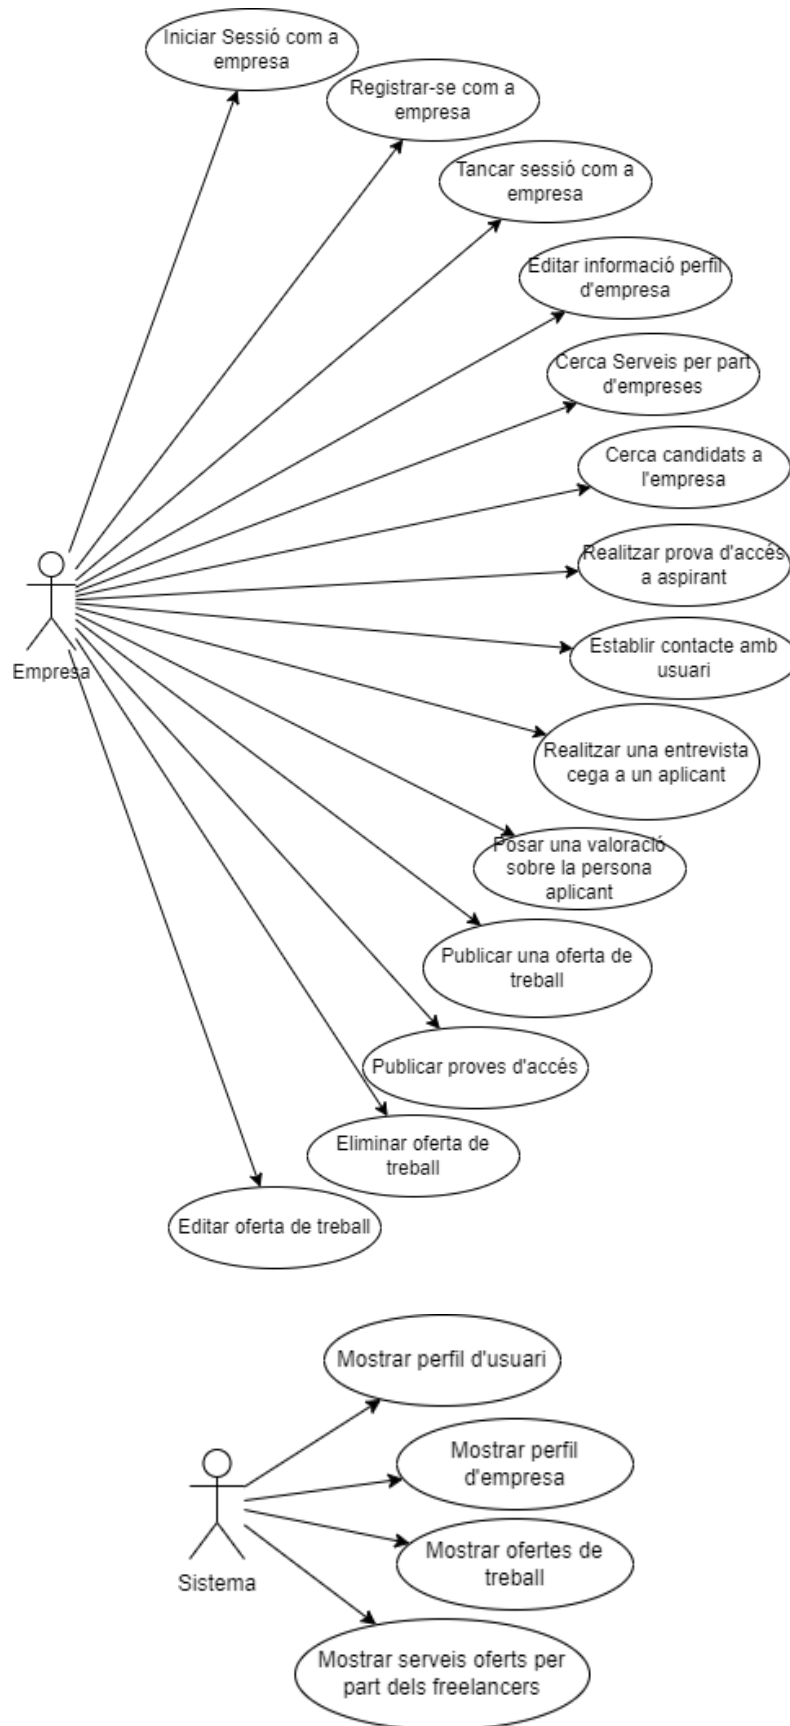 Iniciar Sessió com a
empresa
Registrar-se com a
empresa
Tancar sessió com a
empresa
Editar informació perfil
d'empresa
Cerca Serveis per part
d'empreses
Cerca candidats a
l'empresa
Realitzar prova d'accés
a aspirant
Establir contacte amb
usuari
Empresa
Realitzar una entrevista
cega a un aplicant
Posar una valoració
sobre la persona
aplicant
Publicar una oferta de
treball
Publicar proves d'accés
Eliminar oferta de
treball
Editar oferta de treball
Mostrar perfil d'usuari
Mostrar perfil
d'empresa
Mostrar ofertes de
treball
Sistema
Mostrar serveis oferts per
part dels freelancers